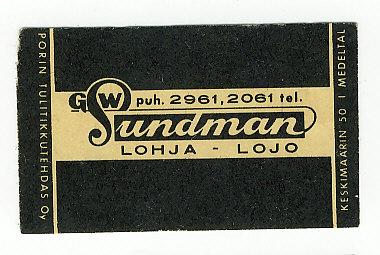 PORIN TULITIKKUTEHDAS Oy
GW puh. 2961, 2061 tel.
Sundman
LOHJA - LOJO
KESKIMÄÄRIN 50 I MEDELTAL